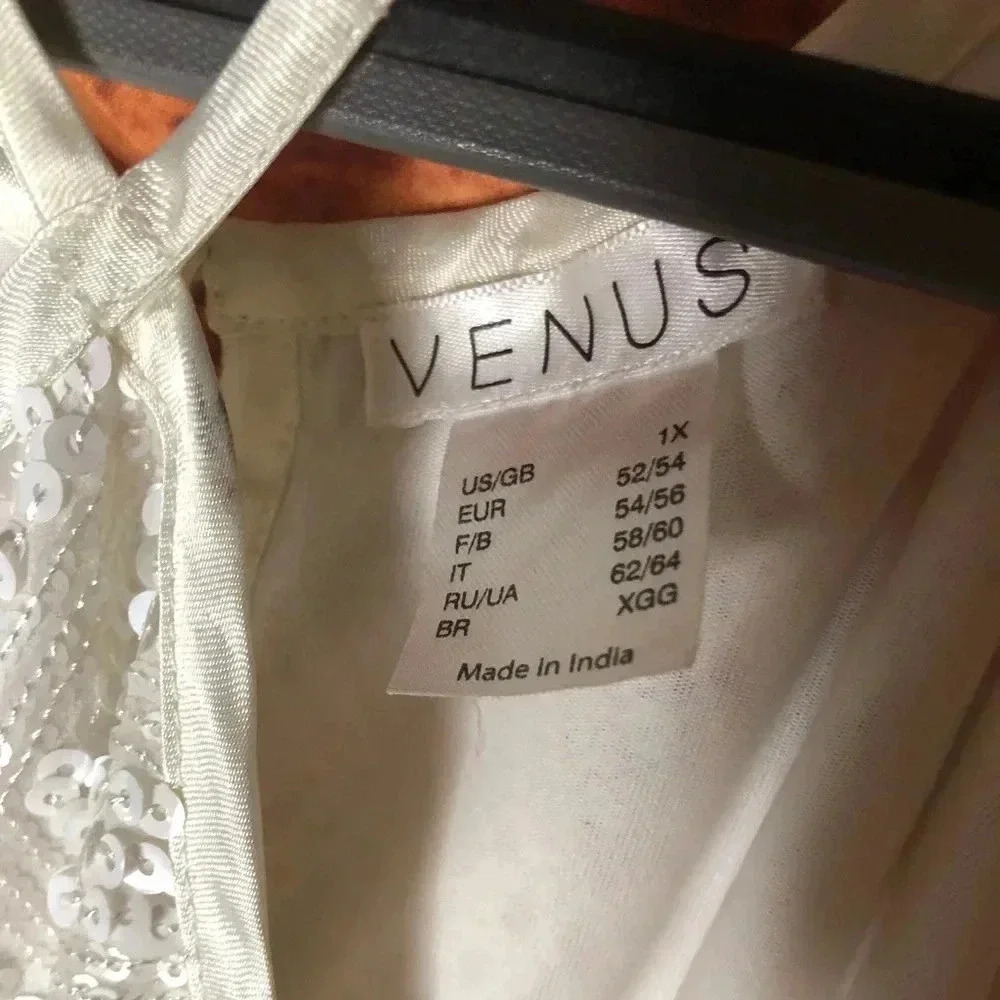 VENUS
US/GB 1X
EUR 52/54
F/B 54/56
IT 58/60
RU/UA 62/64
BR XGG
Made in India